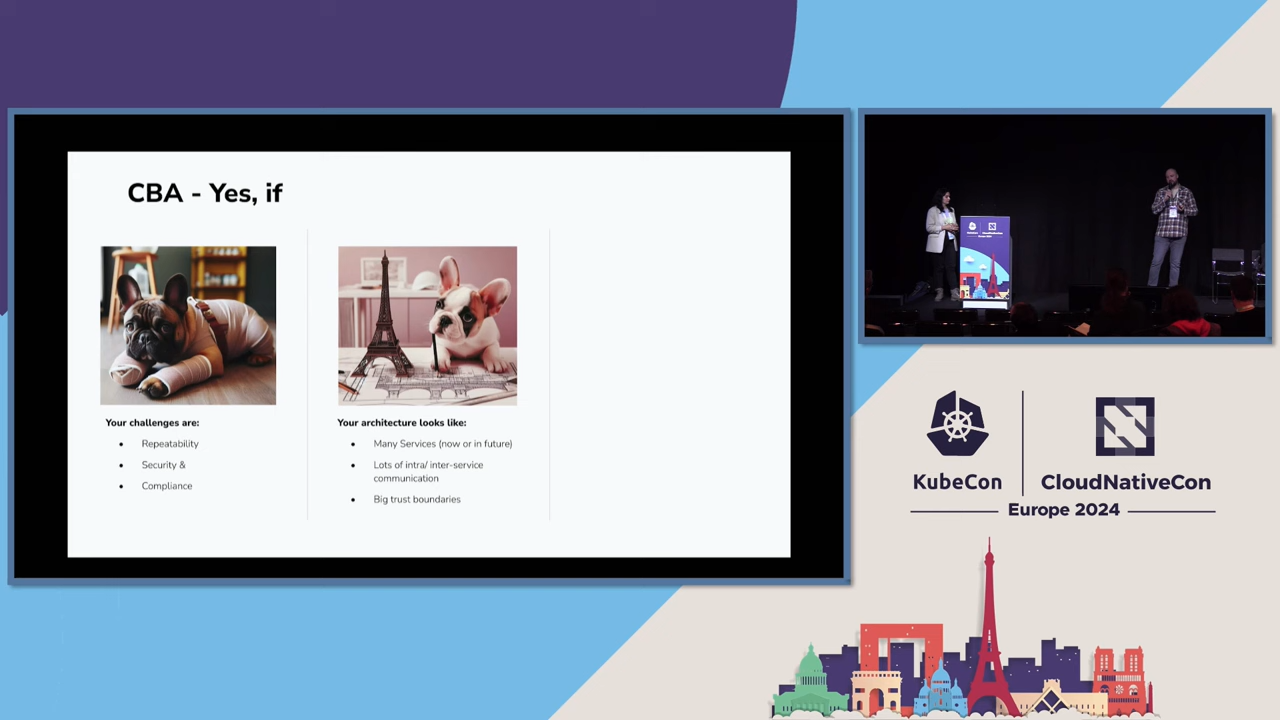 CBA - Yes, if
Your challenges are:
• Repeatability
• Security &
• Compliance
Your architecture looks like:
• Many Services (now or in future)
• Lots of intra/ inter-service
communication
• Big trust boundaries
KubeCon
CloudNativeCon
Europe 2024